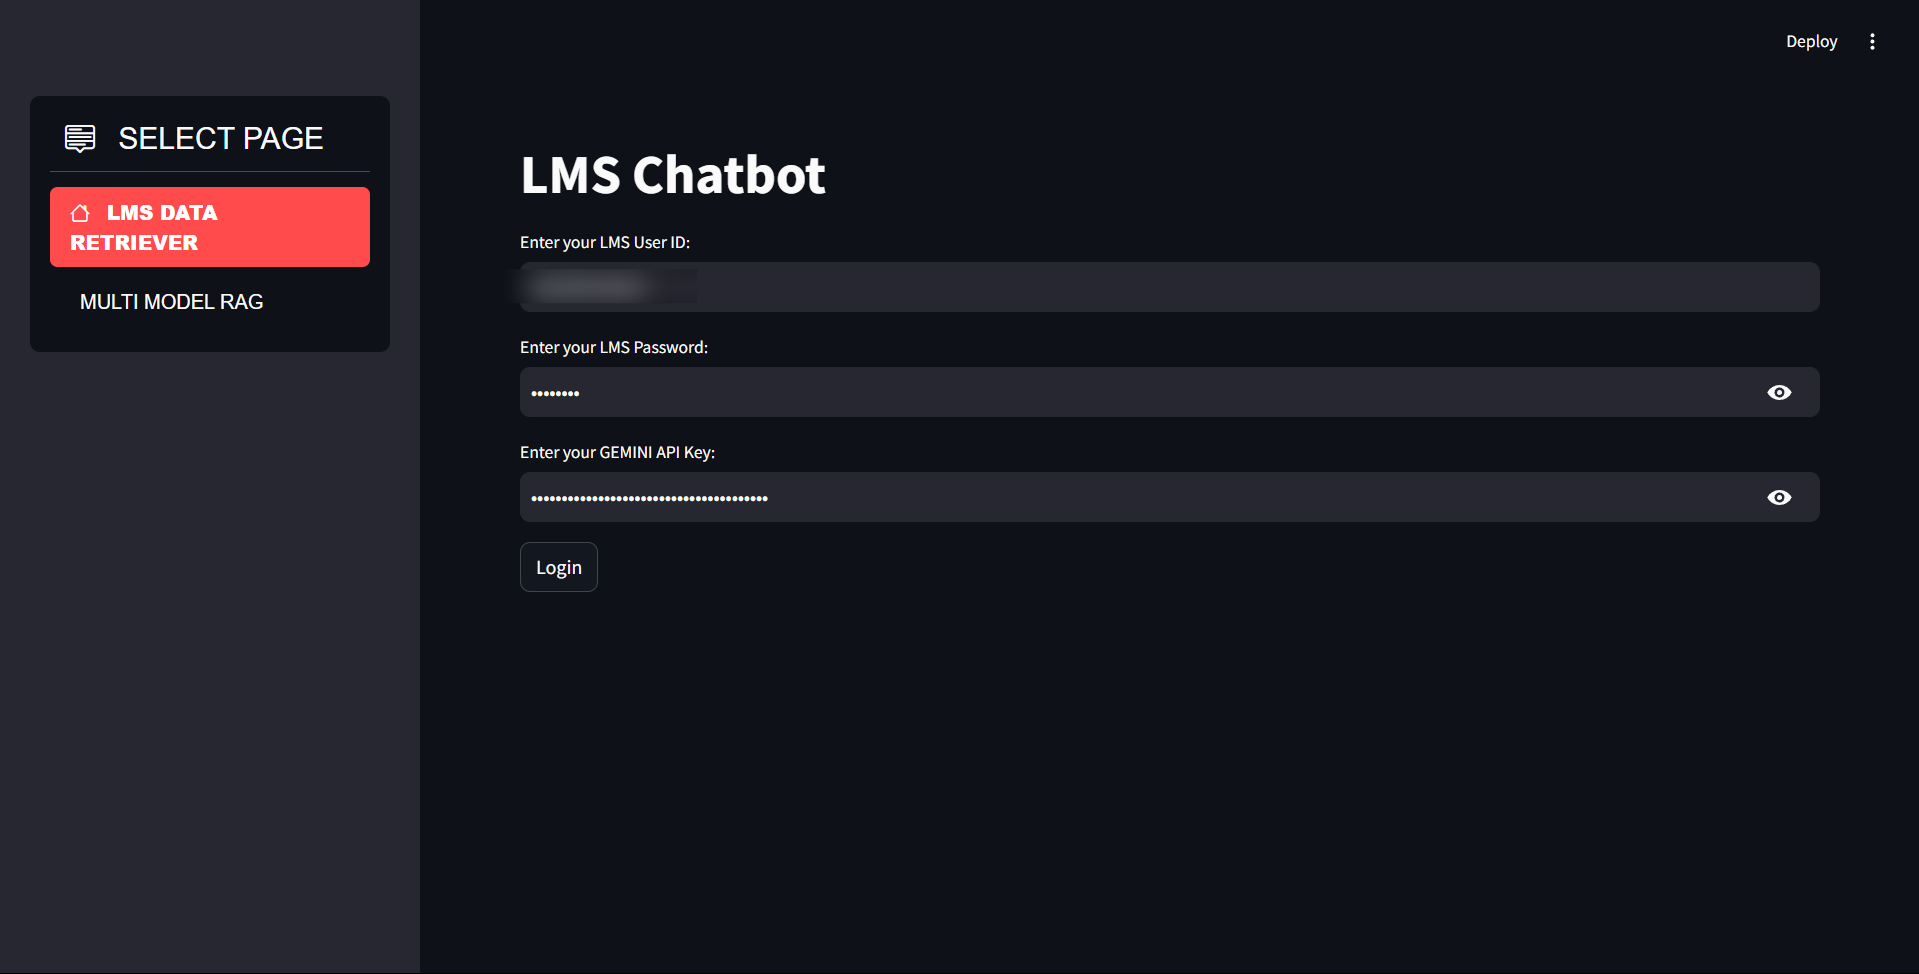 Deploy
SELECT PAGE
LMS DATA
RETRIEVER
MULTI MODEL RAG
LMS Chatbot
Enter your LMS User ID:
Enter your LMS Password:
••••••••
Enter your GEMINI API Key:
•••••••••••••••••••••••••••••••••••••••
Login